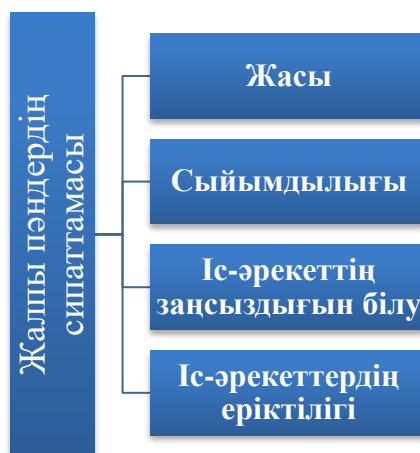 Жалпы пәндердің
сипаттамасы
Жасы
Сыйымдылығы
Іс-әрекеттің
заңсыздығын білу
Іс-әрекеттердің
еріктілігі